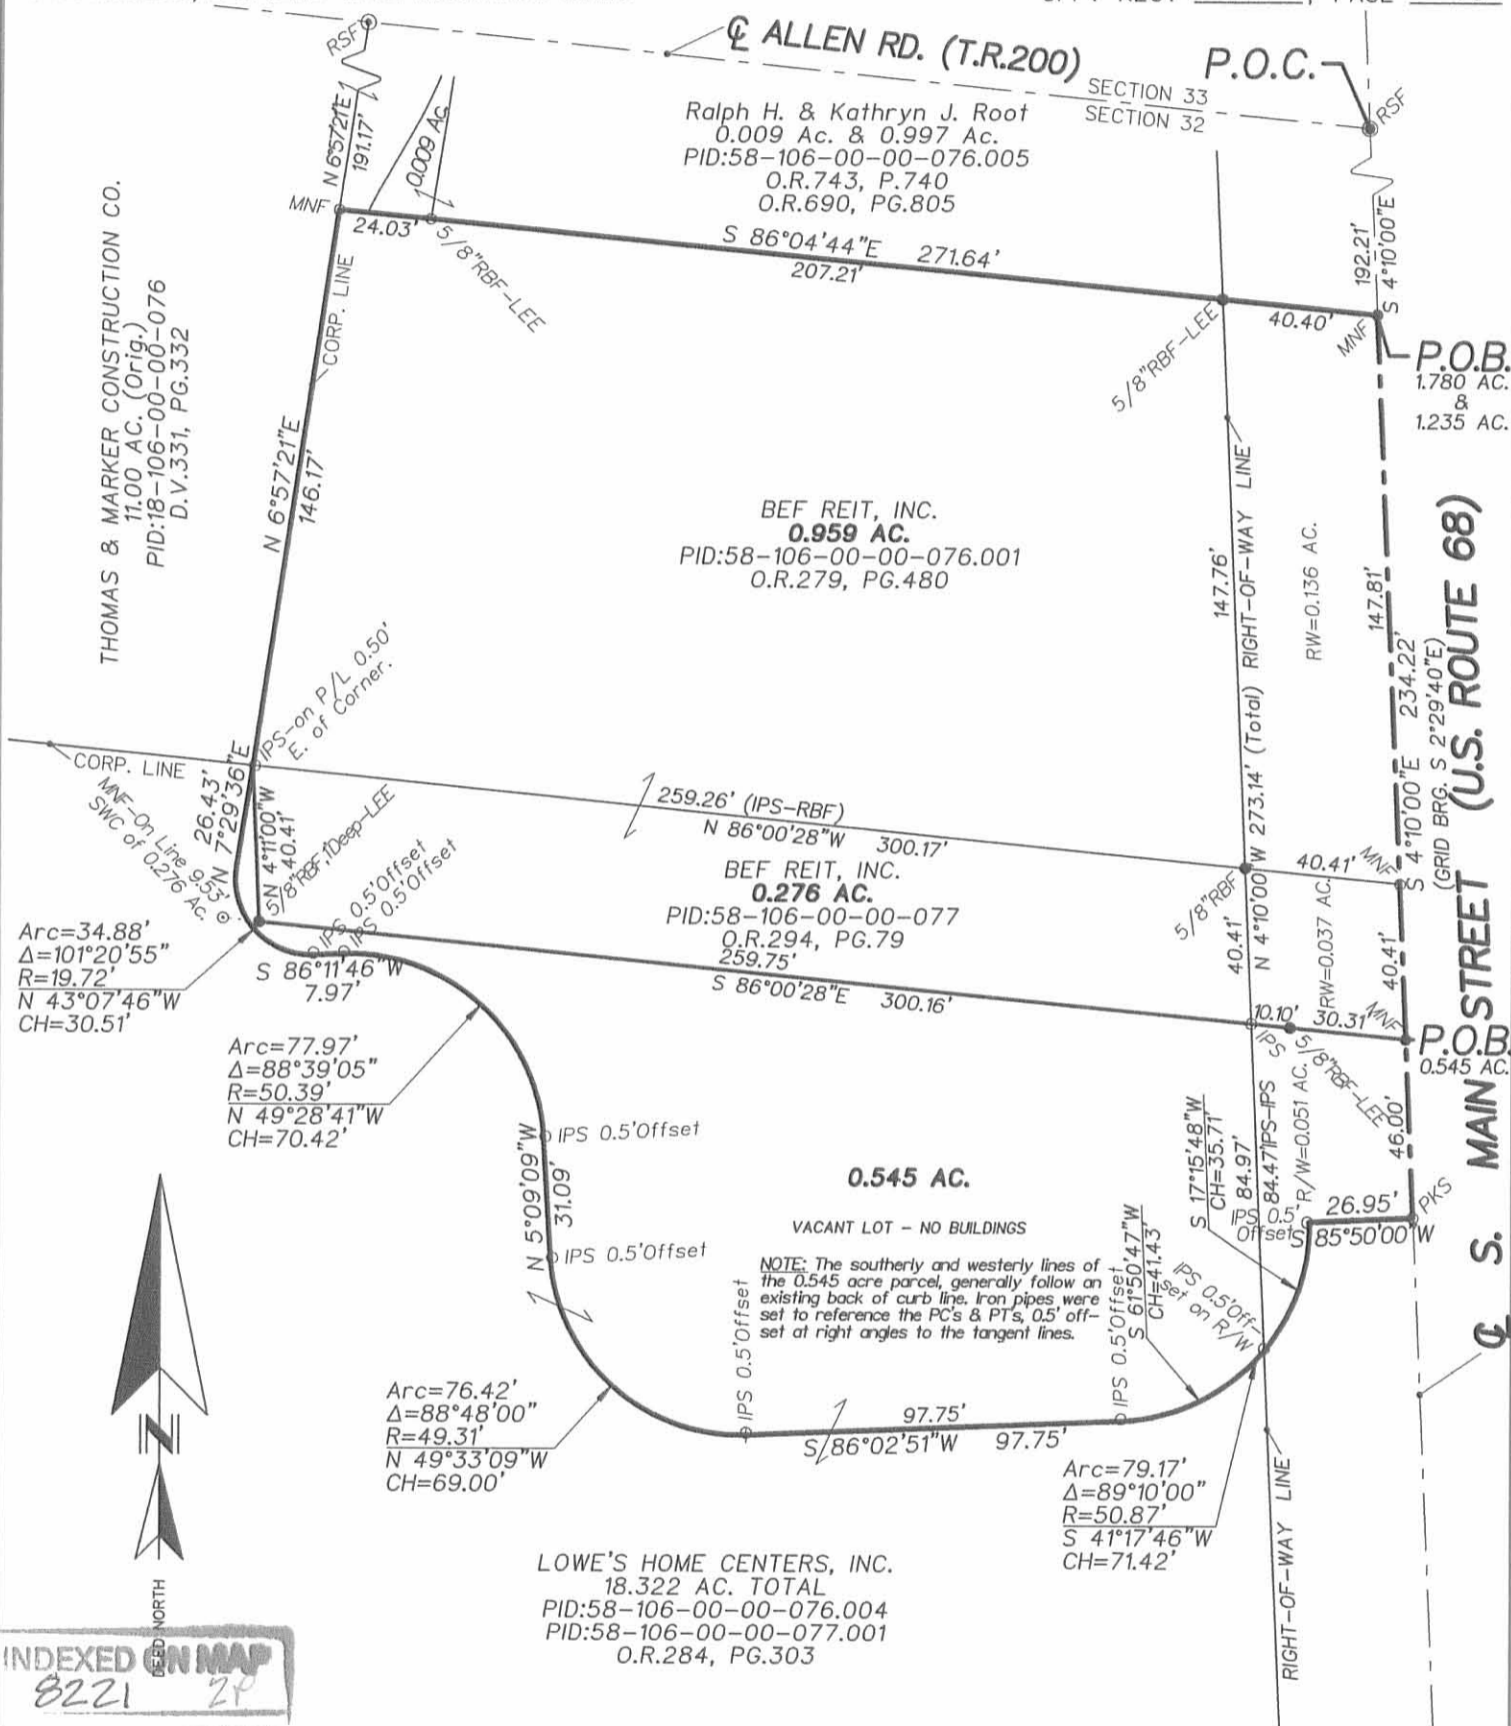 ℄ ALLEN RD. (T.R.200)
P.O.C.
SECTION 33
SECTION 32
RSF
RSF
N 6°57'21"E
191.17'
0.009 Ac.
Ralph H. & Kathryn J. Root
0.009 Ac. & 0.997 Ac.
PID:58-106-00-00-076.005
O.R.743, P.740
O.R.690, PG.805
MNF
24.03'
5/8"RBF-LEE
S 86°04'44"E 271.64'
207.21'
192.21'
S 4°10'00"E
40.40'
MNF
5/8"RBF-LEE
P.O.B.
1.780 AC.
&
1.235 AC.
THOMAS & MARKER CONSTRUCTION CO.
11.00 AC. (Orig.)
PID:18-106-00-00-076
D.V.331, PG.332
CORP. LINE
N 6°57'21"E
146.17'
BEF REIT, INC.
0.959 AC.
PID:58-106-00-00-076.001
O.R.279, PG.480
147.76'
N 4°10'00"W 273.14' (Total) RIGHT-OF-WAY LINE
RW=0.136 AC.
147.81'
S 4°10'00"E 234.22'
(GRID BRG. S 2°29'40"E)
℄ S. MAIN STREET (U.S. ROUTE 68)
IPS-on P/L 0.50'
E. of Corner.
CORP. LINE
MNF-On Line 9.53'
SWC of 0.276 Ac.
26.43'
N 7°29'36"E
N 4°11'00"W
40.41'
5/8"RBF,1'Deep-LEE
IPS 0.5'Offset
IPS 0.5'Offset
259.26' (IPS-RBF)
N 86°00'28"W 300.17'
40.41'
MNF
5/8"RBF
BEF REIT, INC.
0.276 AC.
PID:58-106-00-00-077
O.R.294, PG.79
259.75'
S 86°00'28"E 300.16'
40.41'
RW=0.037 AC.
40.41'
10.10'
30.31'
MNF
IPS
5/8"RBF-LEE
P.O.B.
0.545 AC.
Arc=34.88'
Δ=101°20'55"
R=19.72'
N 43°07'46"W
CH=30.51'
S 86°11'46"W
7.97'
Arc=77.97'
Δ=88°39'05"
R=50.39'
N 49°28'41"W
CH=70.42'
IPS 0.5'Offset
N 5°09'09"W
31.09'
IPS 0.5'Offset
0.545 AC.
VACANT LOT - NO BUILDINGS
NOTE: The southerly and westerly lines of
the 0.545 acre parcel, generally follow an
existing back of curb line. Iron pipes were
set to reference the PC's & PT's, 0.5' off-
set at right angles to the tangent lines.
S 17°15'48"W
CH=35.71'
84.97'
84.47'IPS-IPS
R/W=0.051 AC.
46.00'
IPS 0.5'
Offset
26.95'
PKS
S 85°50'00"W
S 61°50'47"W
CH=41.43'
IPS 0.5'Off-
set on R/W
IPS 0.5'Offset
IPS 0.5'Offset
97.75'
S 86°02'51"W 97.75'
Arc=76.42'
Δ=88°48'00"
R=49.31'
N 49°33'09"W
CH=69.00'
Arc=79.17'
Δ=89°10'00"
R=50.87'
S 41°17'46"W
CH=71.42'
RIGHT-OF-WAY LINE
LOWE'S HOME CENTERS, INC.
18.322 AC. TOTAL
PID:58-106-00-00-076.004
PID:58-106-00-00-077.001
O.R.284, PG.303
N
DEED NORTH
INDEXED ON MAP
8221 2P